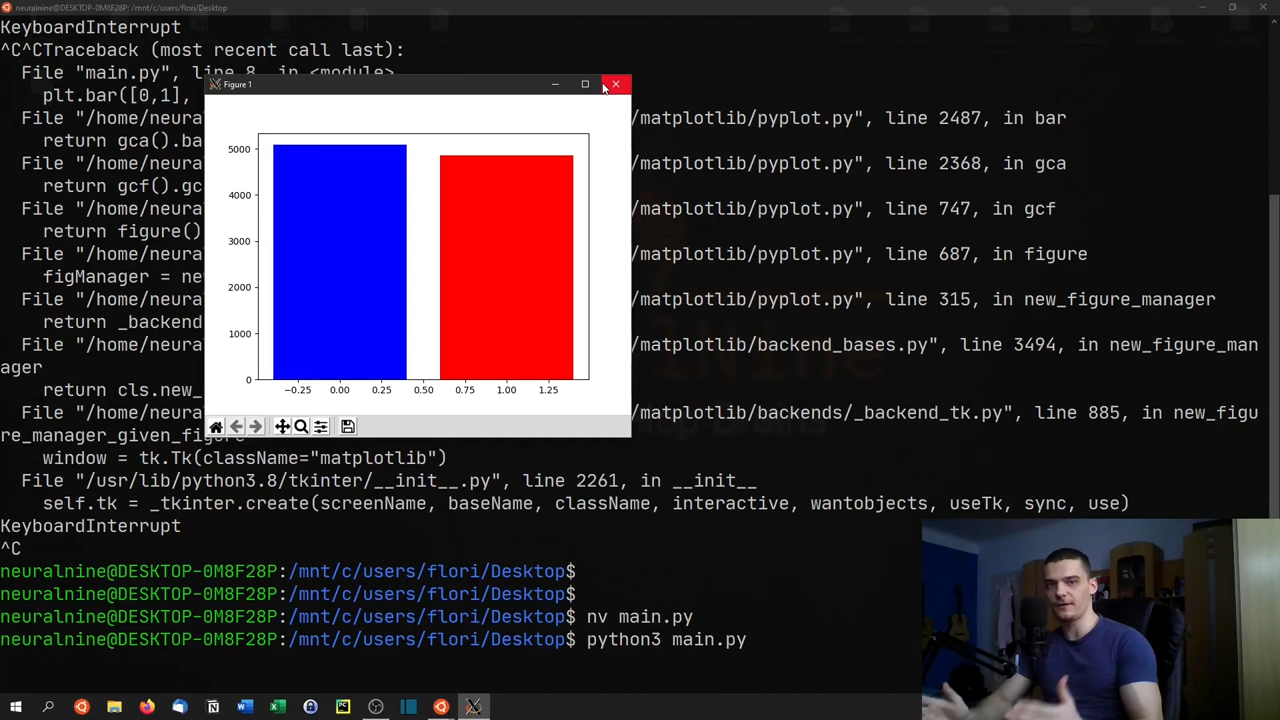 neuralnine@DESKTOP-0M8F28P: /mnt/c/users/flori/Desktop
KeyboardInterrupt
^C^CTraceback (most recent call last):
File "main.py", line 8, in <module>
plt.bar([0,1],
File "/home/neura /matplotlib/pyplot.py", line 2487, in bar
return gca().ba
File "/home/neura /matplotlib/pyplot.py", line 2368, in gca
return gcf().gc
File "/home/neura /matplotlib/pyplot.py", line 747, in gcf
return figure()
File "/home/neura /matplotlib/pyplot.py", line 687, in figure
figManager = ne
File "/home/neura /matplotlib/pyplot.py", line 315, in new_figure_manager
return _backend
File "/home/neura /matplotlib/backend_bases.py", line 3494, in new_figure_man
ager
return cls.new_
File "/home/neura /matplotlib/backends/_backend_tk.py", line 885, in new_figu
re_manager_given_figure
window = tk.Tk(className="matplotlib")
File "/usr/lib/python3.8/tkinter/__init__.py", line 2261, in __init__
self.tk = _tkinter.create(screenName, baseName, className, interactive, wantobjects, useTk, sync, use)
KeyboardInterrupt
^C
neuralnine@DESKTOP-0M8F28P:/mnt/c/users/flori/Desktop$
neuralnine@DESKTOP-0M8F28P:/mnt/c/users/flori/Desktop$
neuralnine@DESKTOP-0M8F28P:/mnt/c/users/flori/Desktop$ nv main.py
neuralnine@DESKTOP-0M8F28P:/mnt/c/users/flori/Desktop$ python3 main.py
Figure 1
5000
4000
3000
2000
1000
0
−0.25 0.00 0.25 0.50 0.75 1.00 1.25